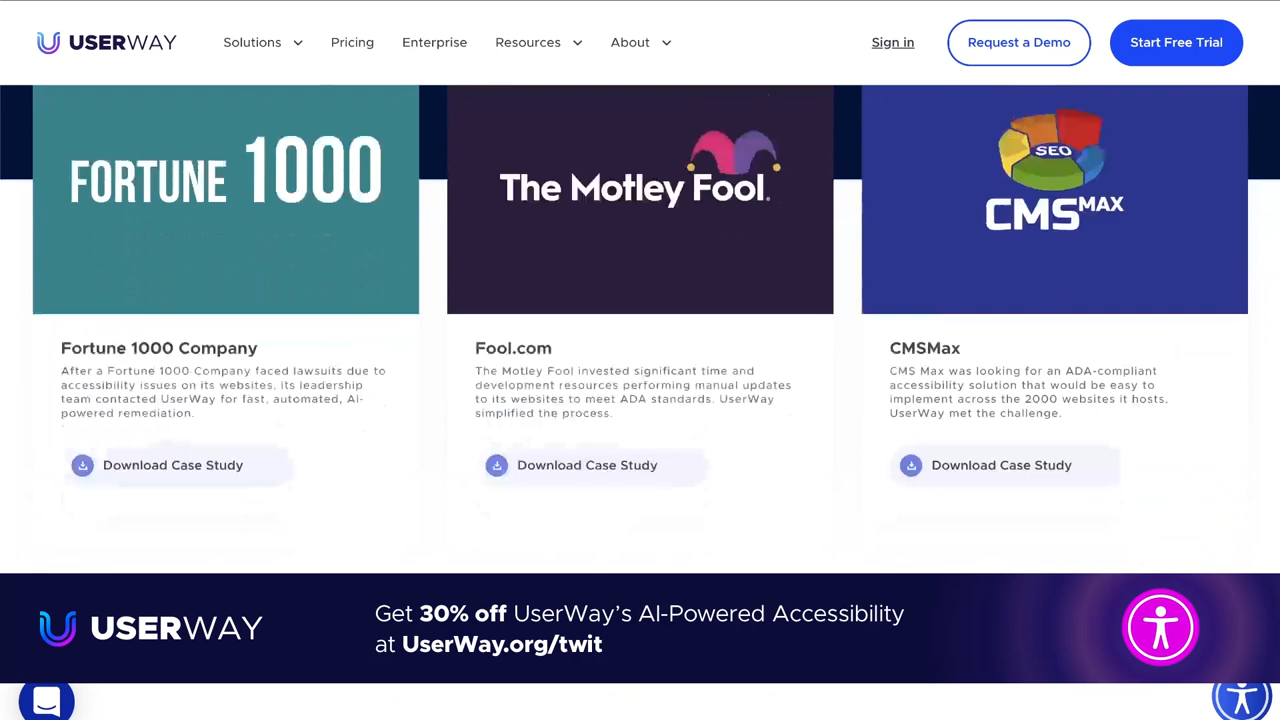 USERWAY
Solutions
Pricing
Enterprise
Resources
About
Sign in
Request a Demo
Start Free Trial
FORTUNE 1000
The Motley Fool.
SEO
CMS MAX
Fortune 1000 Company
After a Fortune 1000 Company faced lawsuits due to
accessibility issues on its websites, its leadership
team contacted UserWay for fast, automated, AI-
powered remediation.
Download Case Study
Fool.com
The Motley Fool invested significant time and
development resources performing manual updates
to its websites to meet ADA standards. UserWay
simplified the process.
Download Case Study
CMSMax
CMS Max was looking for an ADA-compliant
accessibility solution that would be easy to
implement across the 2000 websites it hosts.
UserWay met the challenge.
Download Case Study
USERWAY
Get 30% off UserWay's AI-Powered Accessibility
at UserWay.org/twit